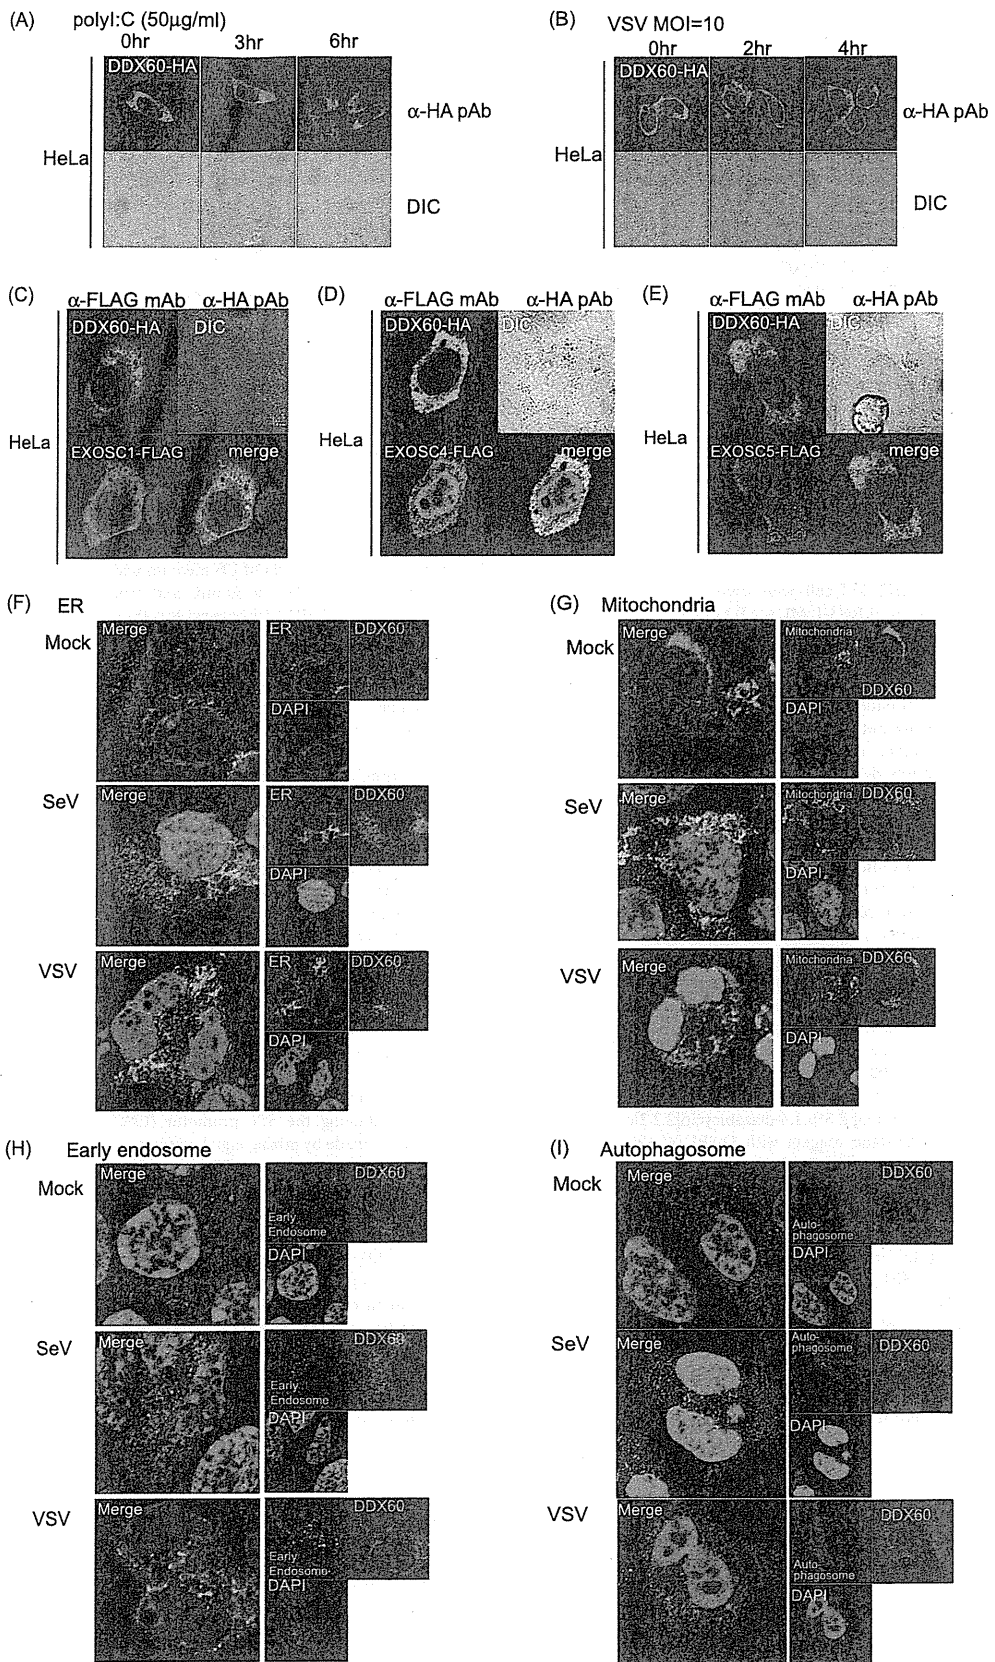 (A) polyI:C (50μg/ml)
0hr 3hr 6hr
DDX60-HA
α-HA pAb
HeLa
DIC
(B) VSV MOI=10
0hr 2hr 4hr
DDX60-HA
α-HA pAb
HeLa
DIC
(C) α-FLAG mAb α-HA pAb
DDX60-HA DIC
HeLa
EXOSC1-FLAG merge
(D) α-FLAG mAb α-HA pAb
DDX60-HA DIC
HeLa
EXOSC4-FLAG merge
(E) α-FLAG mAb α-HA pAb
DDX60-HA DIC
HeLa
EXOSC5-FLAG merge
(F) ER
Mock
Merge ER DDX60
DAPI
SeV
Merge ER DDX60
DAPI
VSV
Merge ER DDX60
DAPI
(G) Mitochondria
Mock
Merge Mitochondria
DDX60
DAPI
SeV
Merge Mitochondria DDX60
DAPI
VSV
Merge Mitochondria DDX60
DAPI
(H) Early endosome
Mock
Merge DDX60
Early
Endosome
DAPI
SeV
Merge DDX60
Early
Endosome
DAPI
VSV
Merge DDX60
Early
Endosome
DAPI
(I) Autophagosome
Mock
Merge DDX60
Auto-
phagosome
DAPI
SeV
Merge Auto-
phagosome DDX60
DAPI
VSV
Merge DDX60
Auto-
phagosome
DAPI